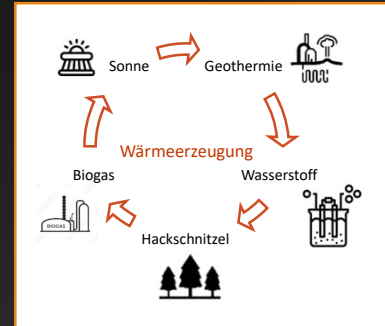 Sonne
Geothermie
Wärmeerzeugung
Biogas
Wasserstoff
BIOGAS
Hackschnitzel